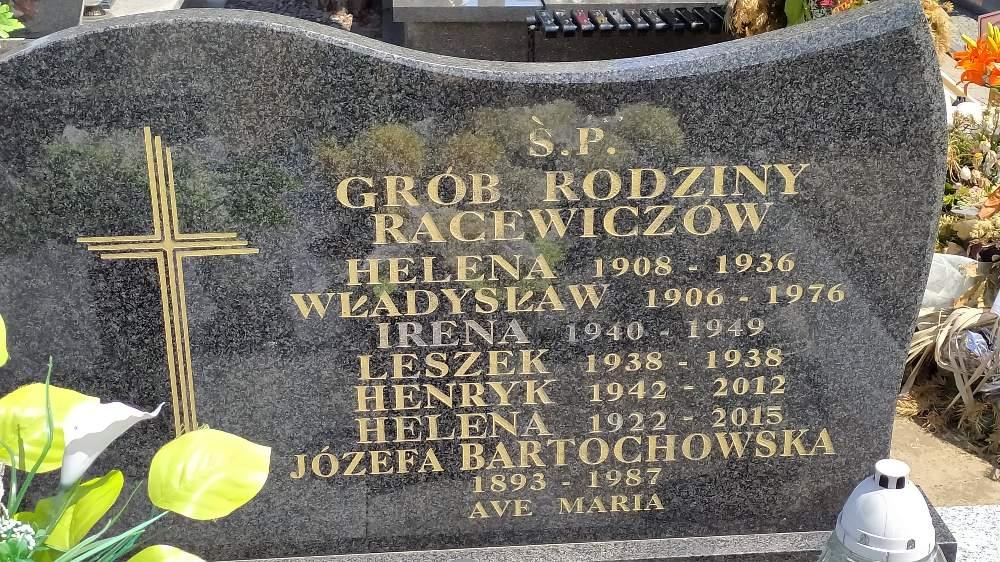 Ś.P.
GRÓB RODZINY
RACEWICZÓW
HELENA 1908 - 1936
WŁADYSŁAW 1906 - 1976
IRENA 1940 - 1949
LESZEK 1938 - 1938
HENRYK 1942 - 2012
HELENA 1922 - 2015
JÓZEFA BARTOCHOWSKA
1893 - 1987
AVE MARIA